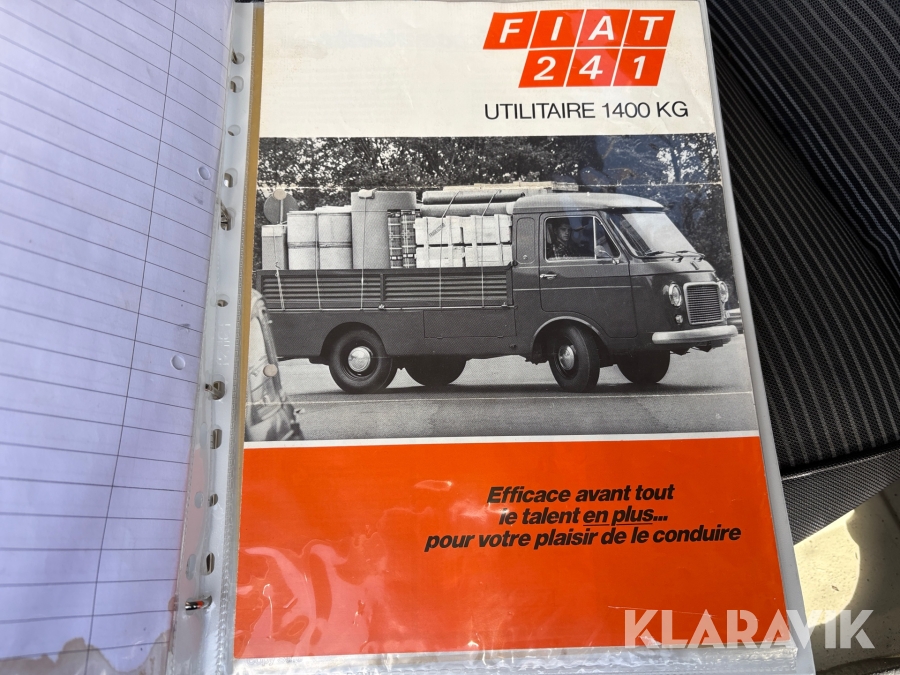 FIAT
241
UTILITAIRE 1400 KG
Efficace avant tout
le talent en plus...
pour votre plaisir de le conduire
KLARAVIK